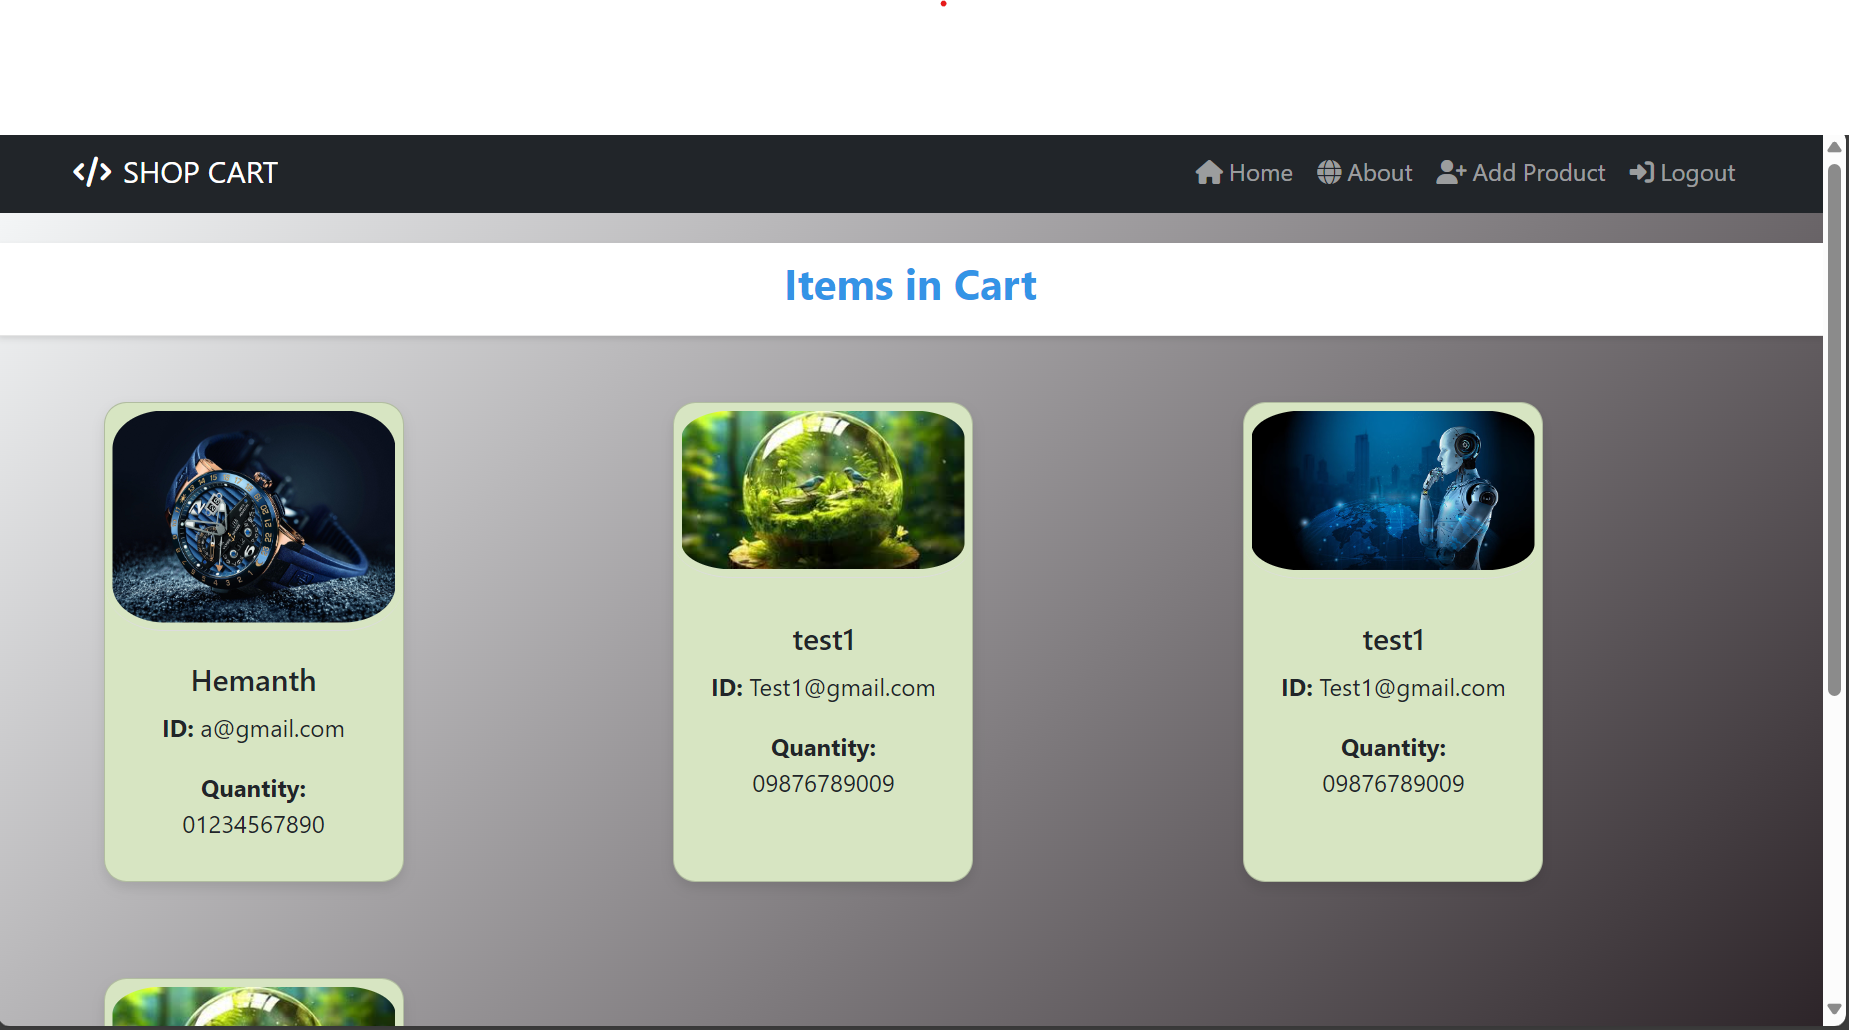 SHOP CART
Home About Add Product Logout
Items in Cart
Hemanth
ID: a@gmail.com
Quantity:
01234567890
test1
ID: Test1@gmail.com
Quantity:
09876789009
test1
ID: Test1@gmail.com
Quantity:
09876789009